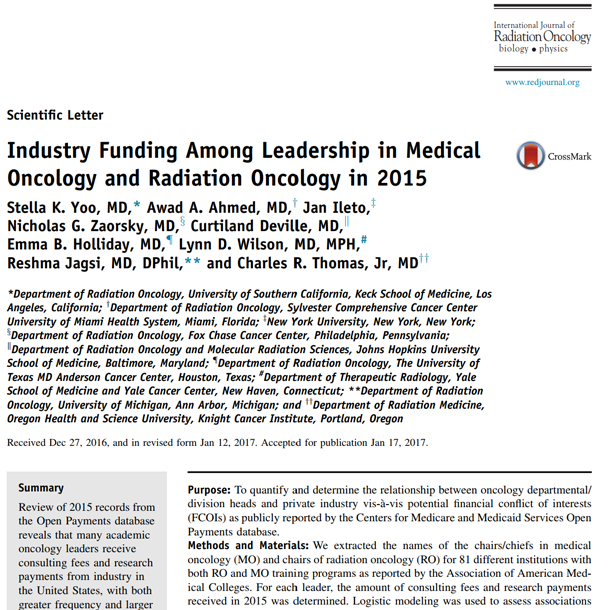 International Journal of
Radiation Oncology
biology • physics
www.redjournal.org
Scientific Letter
Industry Funding Among Leadership in Medical
Oncology and Radiation Oncology in 2015
CrossMark
Stella K. Yoo, MD,* Awad A. Ahmed, MD,† Jan Ileto,‡
Nicholas G. Zaorsky, MD,§ Curtiland Deville, MD,‖
Emma B. Holliday, MD,¶ Lynn D. Wilson, MD, MPH,#
Reshma Jagsi, MD, DPhil,** and Charles R. Thomas, Jr, MD††
*Department of Radiation Oncology, University of Southern California, Keck School of Medicine, Los
Angeles, California; †Department of Radiation Oncology, Sylvester Comprehensive Cancer Center
University of Miami Health System, Miami, Florida; ‡New York University, New York, New York;
§Department of Radiation Oncology, Fox Chase Cancer Center, Philadelphia, Pennsylvania;
‖Department of Radiation Oncology and Molecular Radiation Sciences, Johns Hopkins University
School of Medicine, Baltimore, Maryland; ¶Department of Radiation Oncology, The University of
Texas MD Anderson Cancer Center, Houston, Texas; #Department of Therapeutic Radiology, Yale
School of Medicine and Yale Cancer Center, New Haven, Connecticut; **Department of Radiation
Oncology, University of Michigan, Ann Arbor, Michigan; and ††Department of Radiation Medicine,
Oregon Health and Science University, Knight Cancer Institute, Portland, Oregon
Received Dec 27, 2016, and in revised form Jan 12, 2017. Accepted for publication Jan 17, 2017.
Summary
Review of 2015 records from
the Open Payments database
reveals that many academic
oncology leaders receive
consulting fees and research
payments from industry in
the United States, with both
greater frequency and larger
Purpose: To quantify and determine the relationship between oncology departmental/
division heads and private industry vis-à-vis potential financial conflict of interests
(FCOIs) as publicly reported by the Centers for Medicare and Medicaid Services Open
Payments database.
Methods and Materials: We extracted the names of the chairs/chiefs in medical
oncology (MO) and chairs of radiation oncology (RO) for 81 different institutions with
both RO and MO training programs as reported by the Association of American Med-
ical Colleges. For each leader, the amount of consulting fees and research payments
received in 2015 was determined. Logistic modeling was used to assess associations